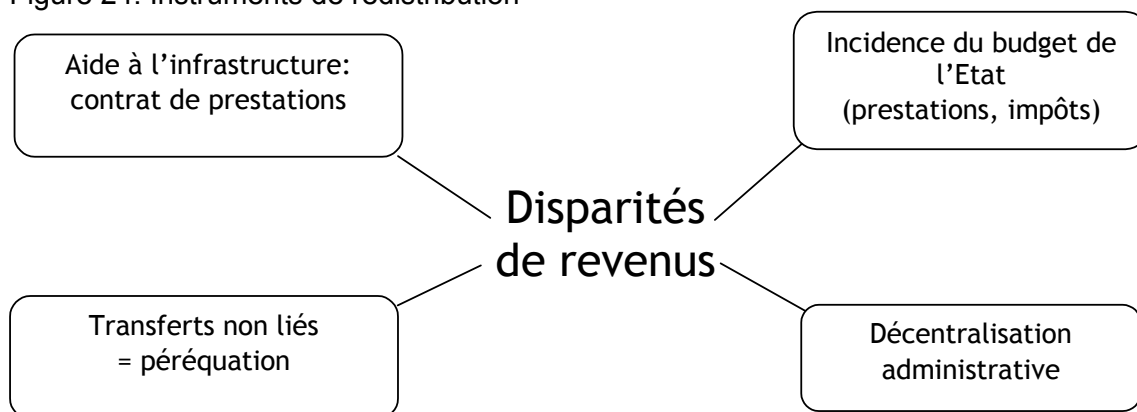 Figure 21: Instruments de redistribution
Aide à l’infrastructure:
contrat de prestations
Incidence du budget de
l’Etat
(prestations, impôts)
Disparités
de revenus
Transferts non liés
= péréquation
Décentralisation
administrative